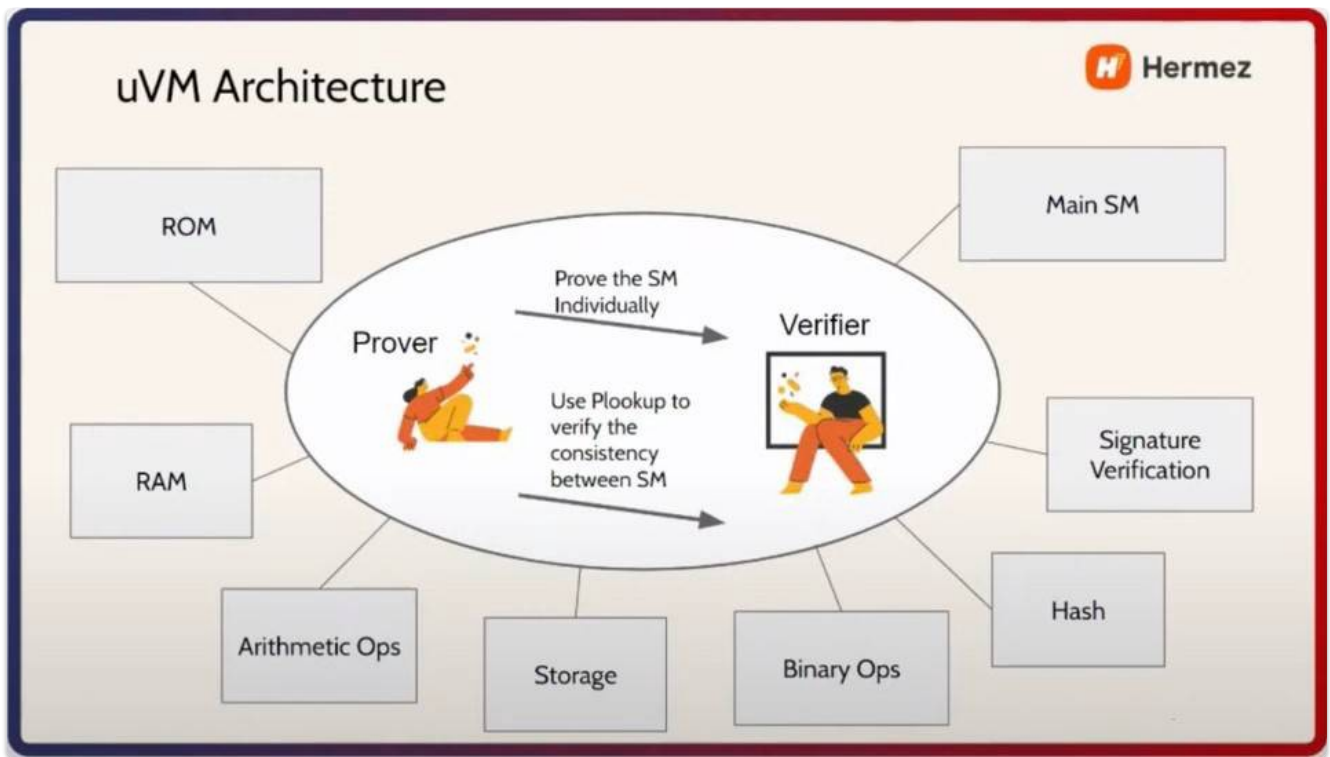 uVM Architecture
Hermez
ROM
Main SM
Prove the SM
Individually
Prover
Verifier
Use Plookup to
verify the
consistency
between SM
RAM
Signature
Verification
Arithmetic Ops
Storage
Binary Ops
Hash